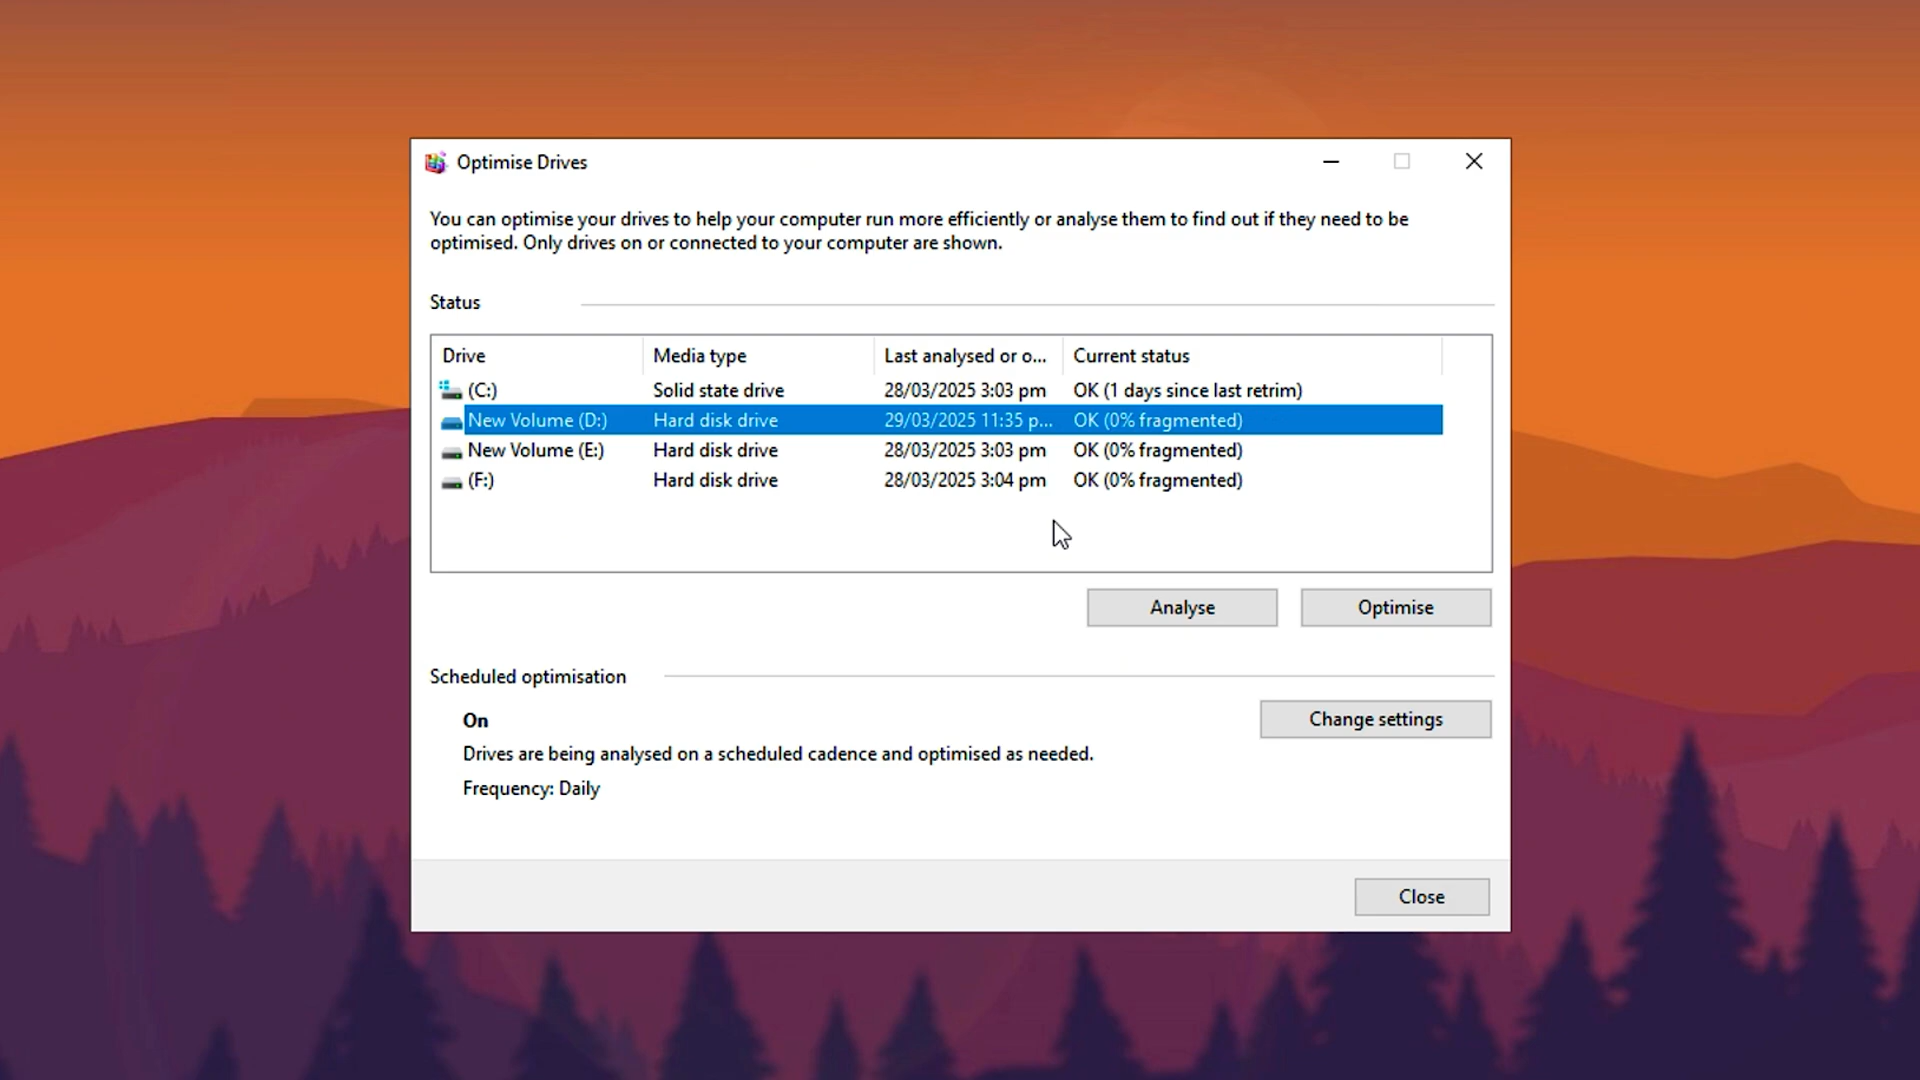 Optimise Drives
You can optimise your drives to help your computer run more efficiently or analyse them to find out if they need to be
optimised. Only drives on or connected to your computer are shown.
Status
Drive Media type Last analysed or o... Current status
(C:) Solid state drive 28/03/2025 3:03 pm OK (1 days since last retrim)
New Volume (D:) Hard disk drive 29/03/2025 11:35 p... OK (0% fragmented)
New Volume (E:) Hard disk drive 28/03/2025 3:03 pm OK (0% fragmented)
(F:) Hard disk drive 28/03/2025 3:04 pm OK (0% fragmented)
Analyse Optimise
Scheduled optimisation
On Change settings
Drives are being analysed on a scheduled cadence and optimised as needed.
Frequency: Daily
Close